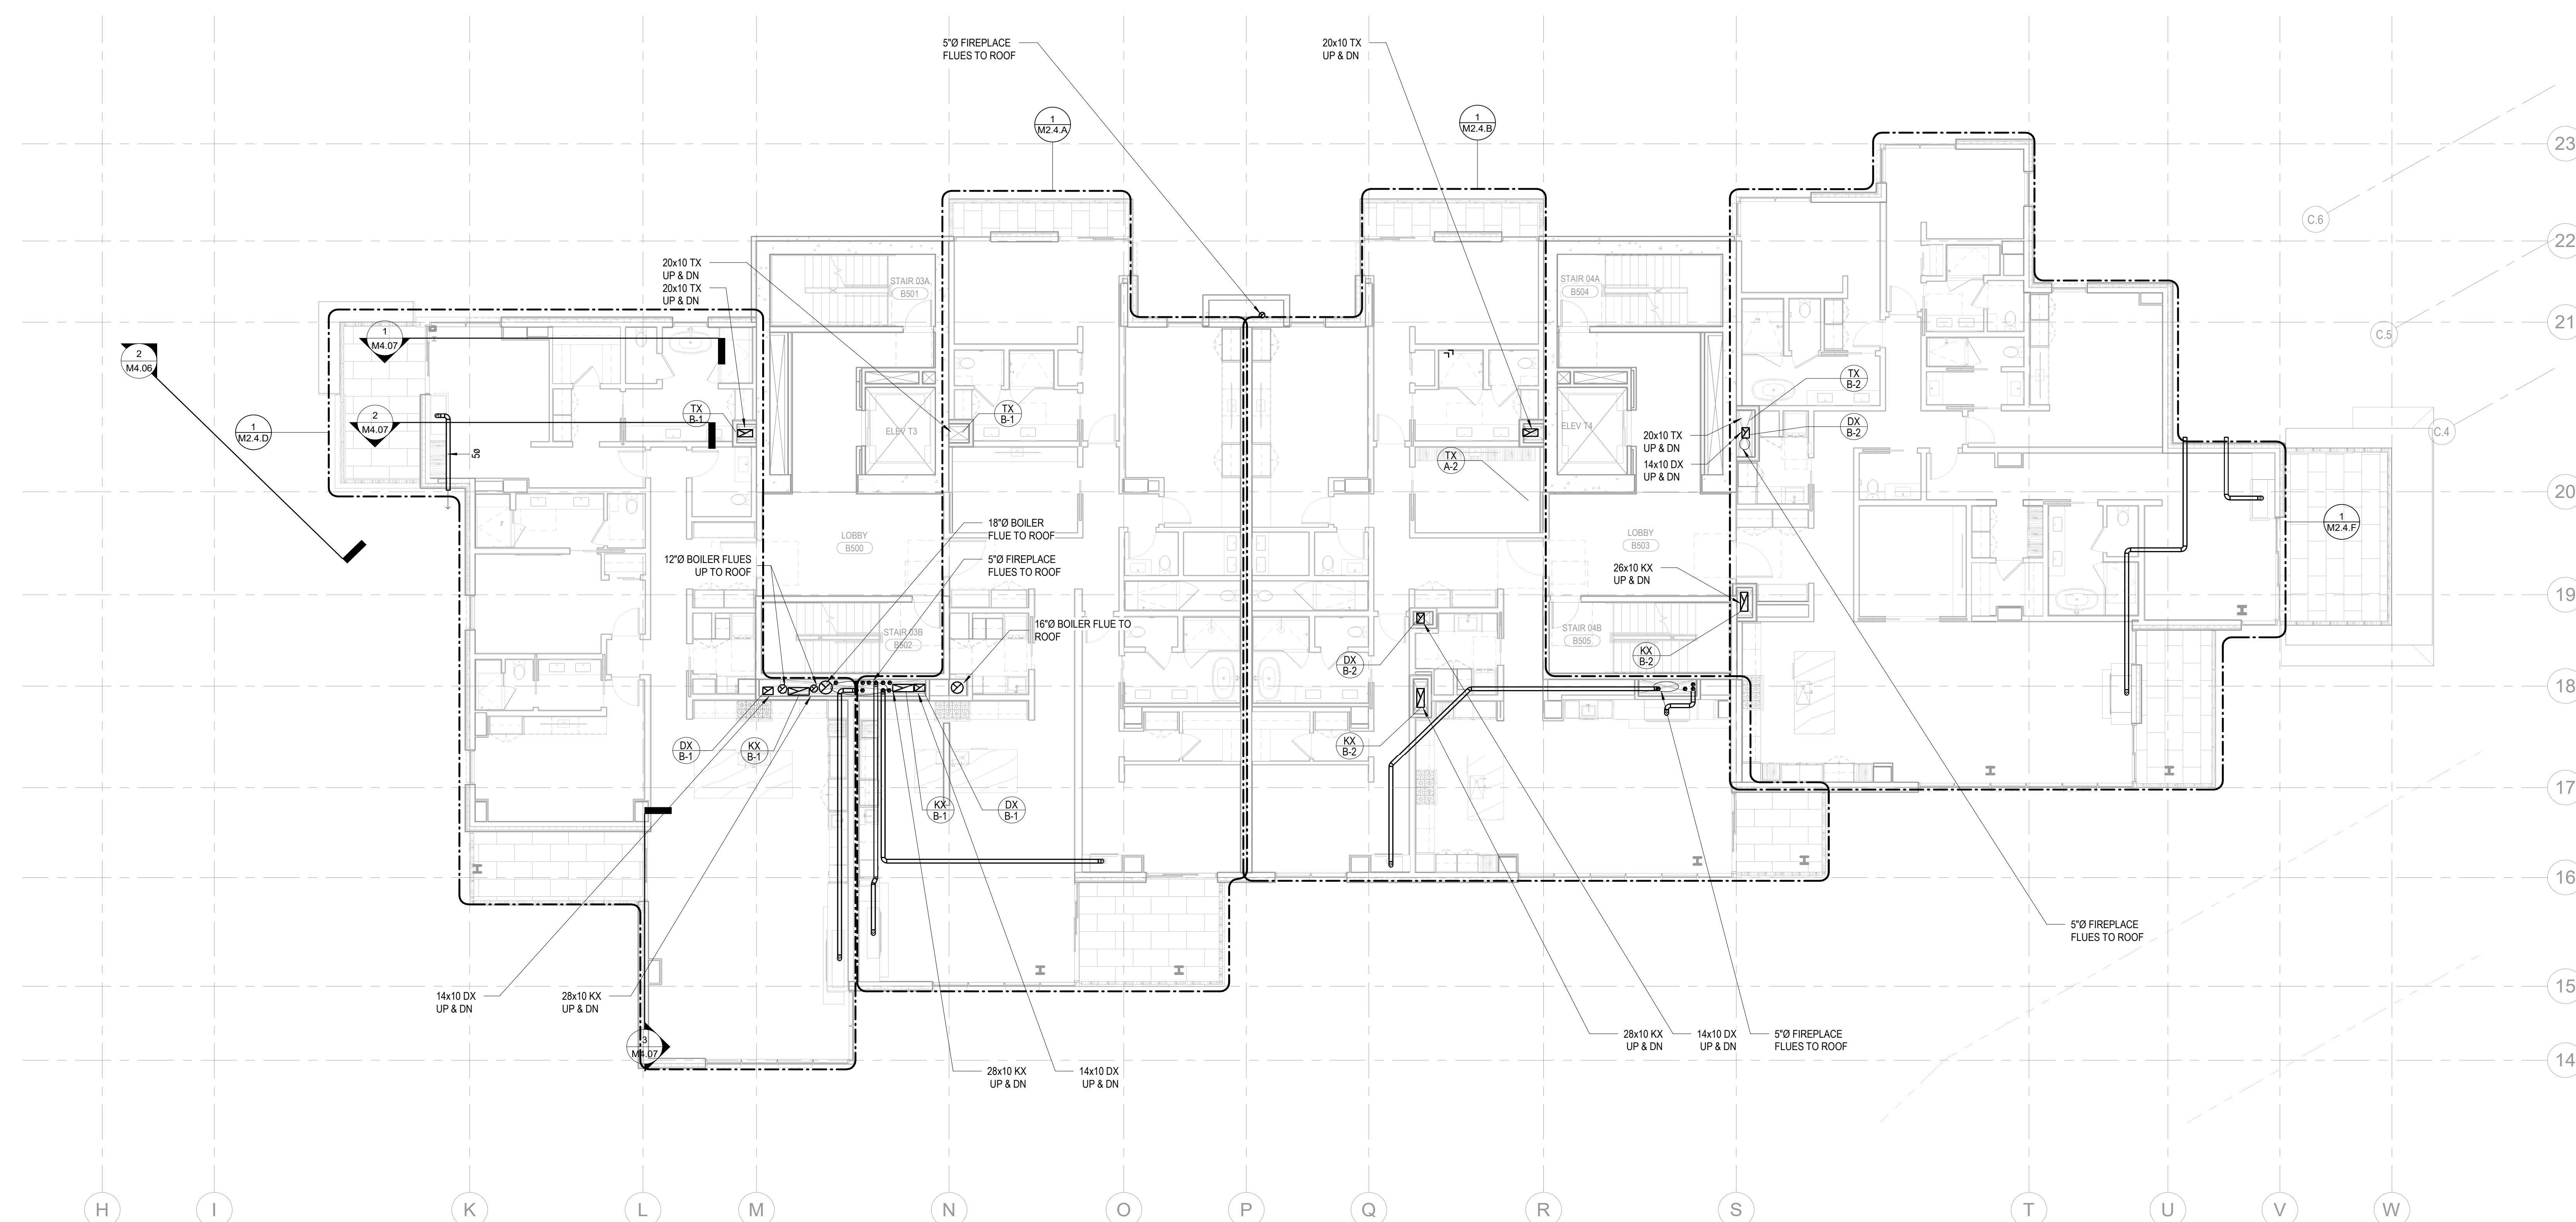 5"Ø FIREPLACE
FLUES TO ROOF
20x10 TX
UP & DN
1
M2.4.A
1
M2.4.B
23
C.6
22
20x10 TX
UP & DN
20x10 TX
UP & DN
STAIR 03A
B501
STAIR 04A
B504
21
C.5
1
M4.07
2
M4.06
TX
B-2
TX
B-1
TX
B-1
2
M4.07
1
M2.4.D
ELEV T3
ELEV T4
DX
B-2
C.4
20x10 TX
UP & DN
14x10 DX
UP & DN
5ø
TX
A-2
20
18"Ø BOILER
FLUE TO ROOF
1
M2.4.F
LOBBY
B500
LOBBY
B503
12"Ø BOILER FLUES
UP TO ROOF
5"Ø FIREPLACE
FLUES TO ROOF
26x10 KX
UP & DN
19
16"Ø BOILER FLUE TO
ROOF
STAIR 03B
B502
STAIR 04B
B505
KX
B-2
DX
B-2
18
DX
B-1
KX
B-1
KX
B-2
17
KX
B-1
DX
B-1
16
5"Ø FIREPLACE
FLUES TO ROOF
15
14x10 DX
UP & DN
28x10 KX
UP & DN
3
M4.07
28x10 KX
UP & DN
14x10 DX
UP & DN
5"Ø FIREPLACE
FLUES TO ROOF
14
28x10 KX
UP & DN
14x10 DX
UP & DN
H
I
K
L
M
N
O
P
Q
R
S
T
U
V
W